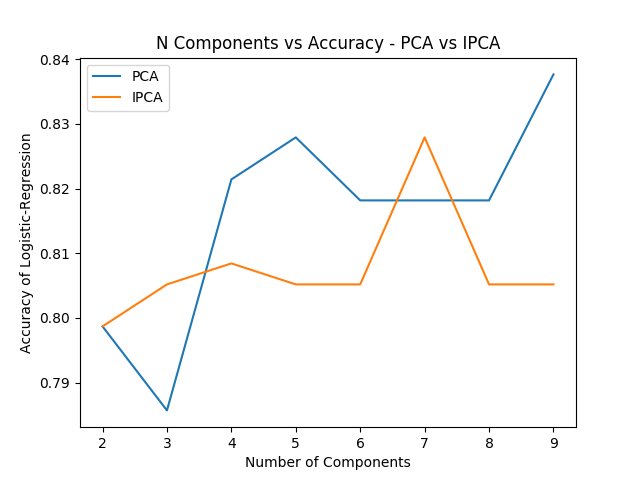 N Components vs Accuracy - PCA vs IPCA
PCA
IPCA
Accuracy of Logistic-Regression
0.84
0.83
0.82
0.81
0.80
0.79
2 3 4 5 6 7 8 9
Number of Components